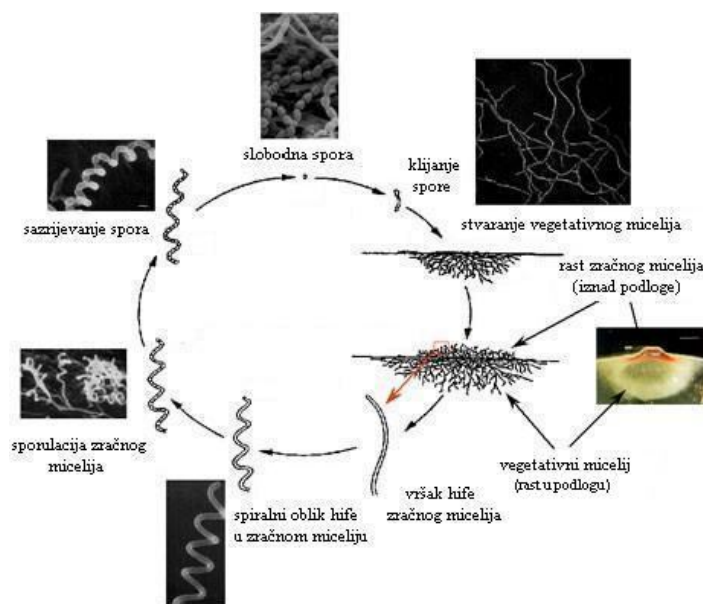 slobodna spora
klijanje
spore
stvaranje vegetativnog micelija
rast zračnog micelija
(iznad podloge)
vegetativni micelij
(rast u podlogu)
vršak hife
zračnog micelija
spiralni oblik hife
u zračnom miceliju
sporulacija zračnog
micelija
sazrijevanje spora